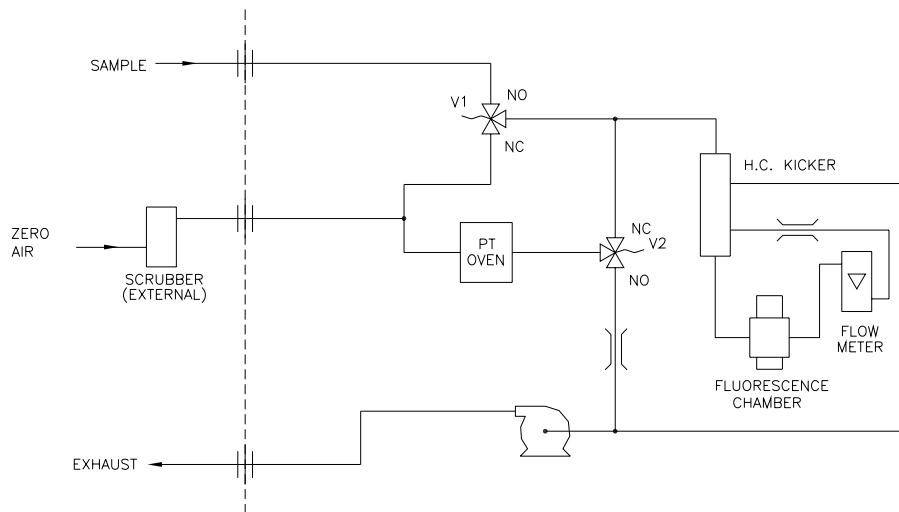 SAMPLE
V1
NO
NC
H.C. KICKER
ZERO
AIR
SCRUBBER
(EXTERNAL)
PT
OVEN
NC
V2
NO
FLOW
METER
FLUORESCENCE
CHAMBER
EXHAUST